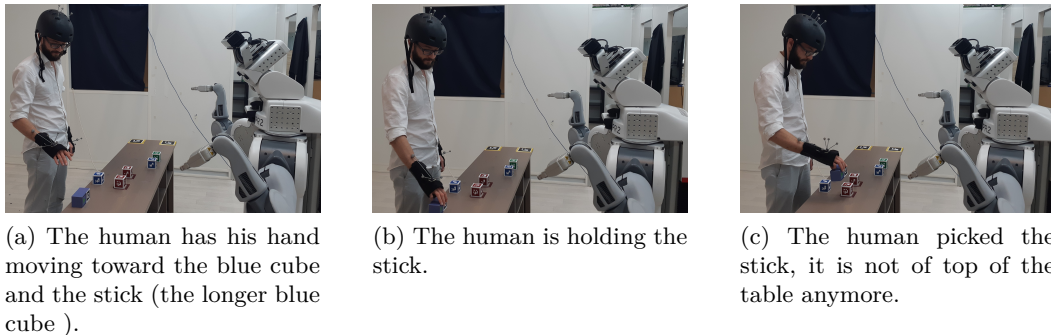 (a) The human has his hand
moving toward the blue cube
and the stick (the longer blue
cube ).
(b) The human is holding the
stick.
(c) The human picked the
stick, it is not of top of the
table anymore.